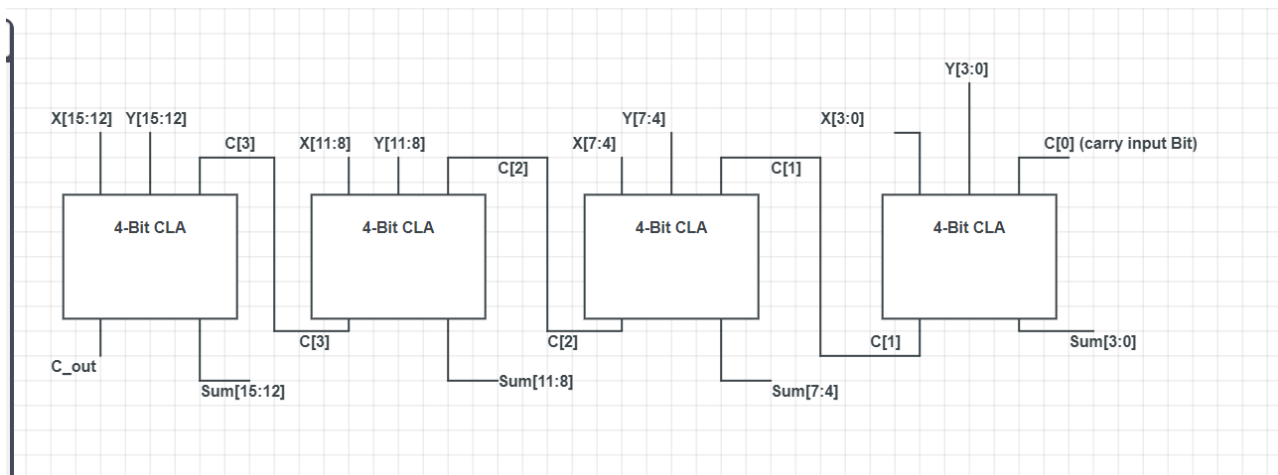 Y[3:0]
X[15:12] Y[15:12]
Y[7:4]
X[3:0]
C[3]
X[11:8] Y[11:8]
X[7:4]
C[0] (carry input Bit)
C[2]
C[1]
4-Bit CLA
4-Bit CLA
4-Bit CLA
4-Bit CLA
C[3]
C[2]
C[1]
Sum[3:0]
C_out
Sum[15:12]
Sum[11:8]
Sum[7:4]